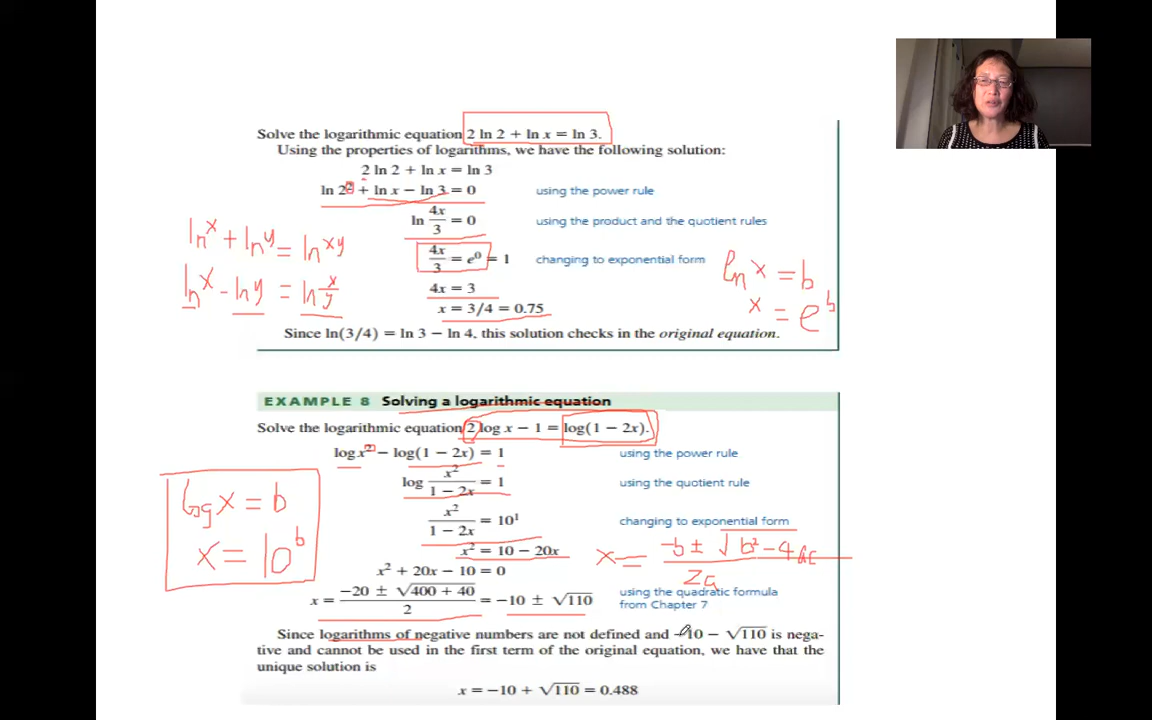 Solve the logarithmic equation 2 ln 2 + ln x = ln 3.
Using the properties of logarithms, we have the following solution:
2 ln 2 + ln x = ln 3
ln 2² + ln x − ln 3 = 0 using the power rule
ln 4x/3 = 0 using the product and the quotient rules
4x/3 = e⁰ = 1 changing to exponential form
4x = 3
x = 3/4 = 0.75
Since ln(3/4) = ln 3 − ln 4, this solution checks in the original equation.
ln x + ln y = ln xy
ln x - ln y = ln x/y
ln x = b
x = e^b
EXAMPLE 8 Solving a logarithmic equation
Solve the logarithmic equation 2 log x − 1 = log(1 − 2x).
log x² − log(1 − 2x) = 1 using the power rule
log x²/(1 − 2x) = 1 using the quotient rule
x²/(1 − 2x) = 10¹ changing to exponential form
x² = 10 − 20x
x² + 20x − 10 = 0
x = (−20 ± √(400 + 40))/2 = −10 ± √110 using the quadratic formula
from Chapter 7
log x = b
x = 10^b
x = (-b ± √(b² - 4ac))/2a
Since logarithms of negative numbers are not defined and −10 − √110 is nega-
tive and cannot be used in the first term of the original equation, we have that the
unique solution is
x = −10 + √110 = 0.488